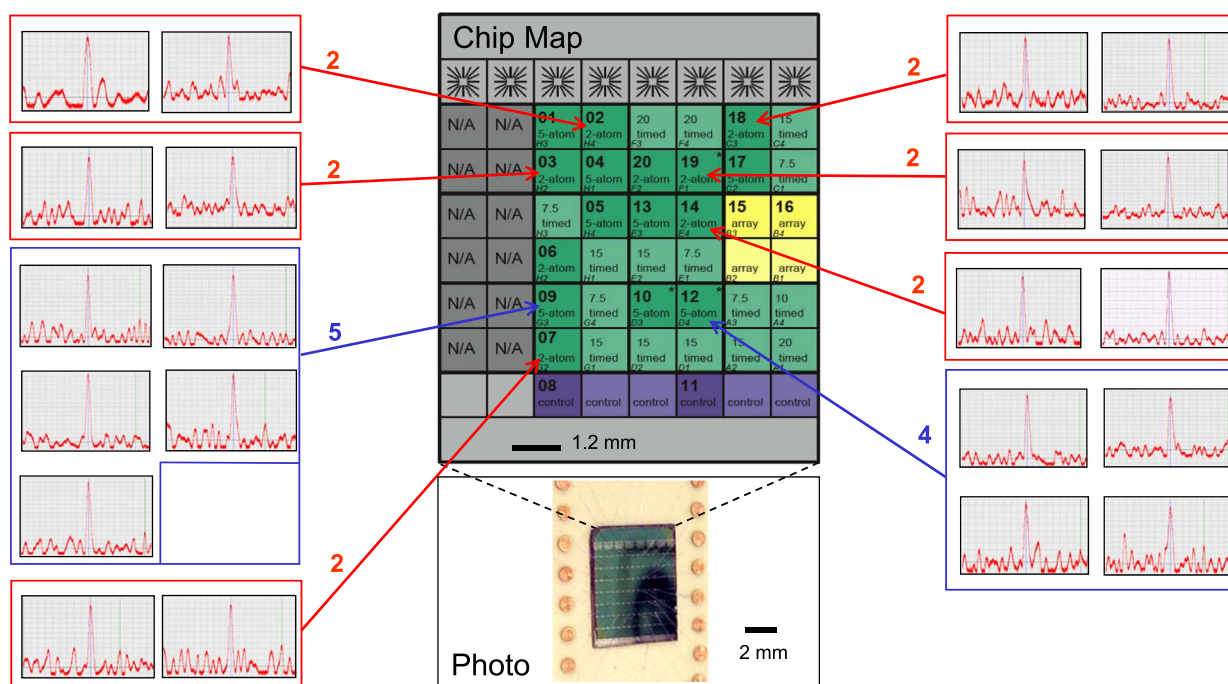 Chip Map
2
2
5
2
2
2
2
4
N/A N/A 01 02 20 20 18 15
5-atom 2-atom timed timed 2-atom timed
H3 H4 F3 F4 C3 C4
N/A N/A 03 04 20 19 * 17 7.5
2-atom 5-atom 2-atom 2-atom 5-atom timed
H2 H1 F2 F1 C2 C1
N/A N/A 7.5 05 13 14 15 16
timed 5-atom 5-atom 2-atom array array
H3 H4 E3 E4 B3 B4
N/A N/A 06 15 15 7.5
2-atom timed timed timed array array
H2 H1 E2 E1 B2 B1
N/A N/A 09 7.5 10 * 12 * 7.5 10
5-atom timed 5-atom 5-atom timed timed
G3 G4 D3 D4 A3 A4
N/A N/A 07 15 15 15 15 20
2-atom timed timed timed timed timed
G2 G1 D2 D1 A2
08 11
control control control control control control
1.2 mm
Photo
2 mm